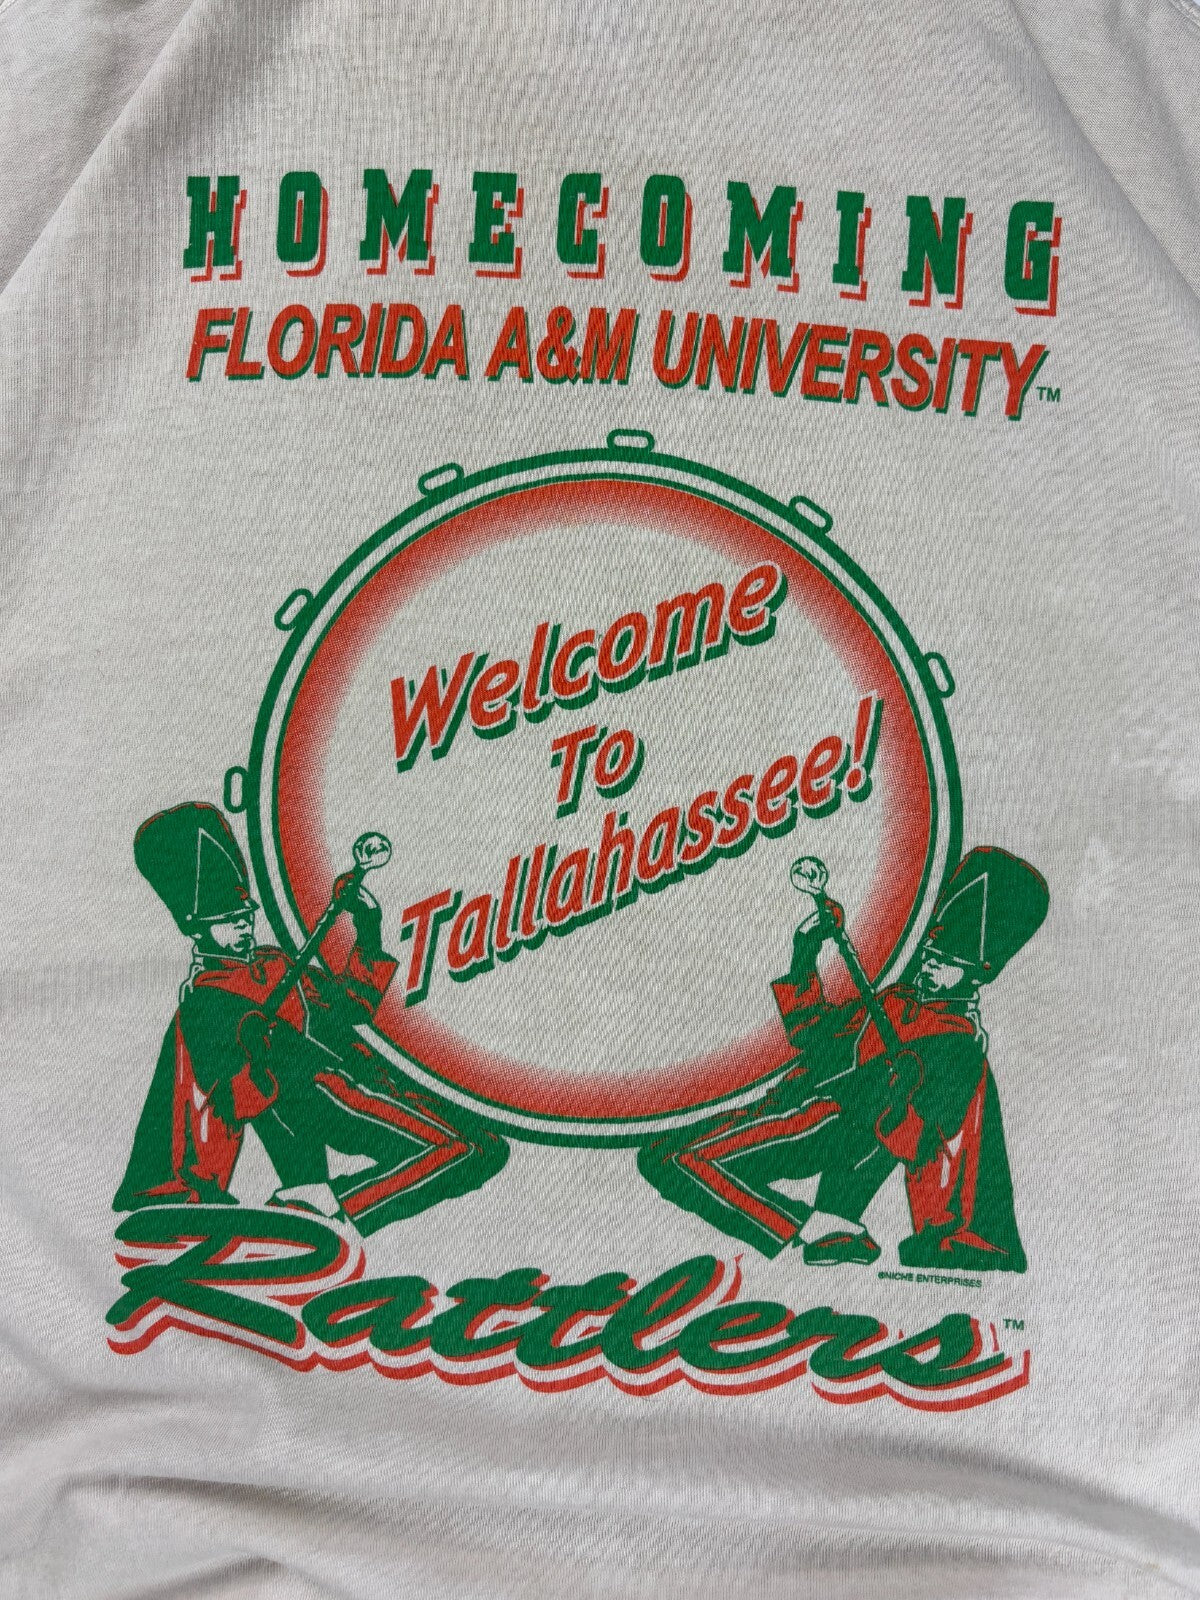 HOMECOMING
FLORIDA A&M UNIVERSITY™
Welcome
To
Tallahassee!
©NICHE ENTERPRISES
Rattlers™